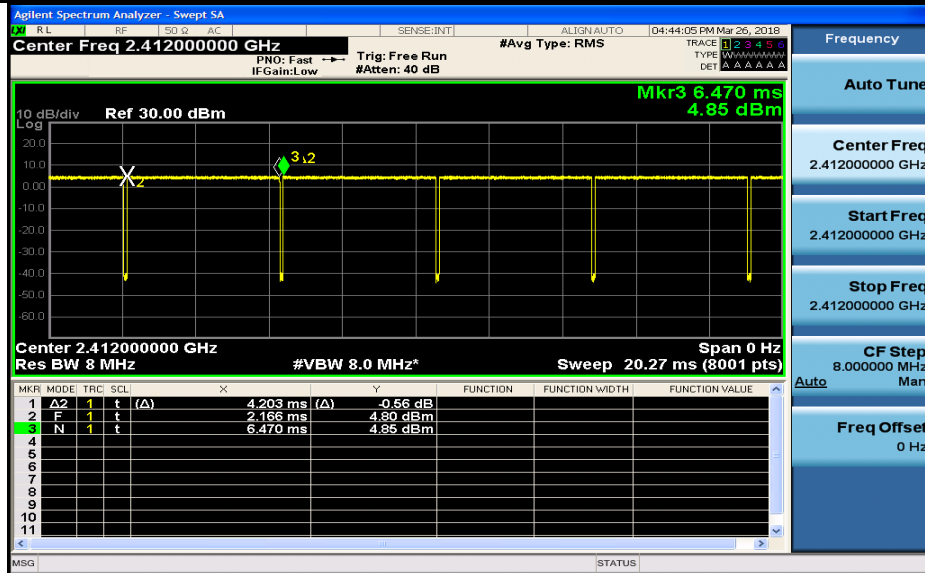 Agilent Spectrum Analyzer - Swept SA
LXI RL RF 50 Ω AC SENSE:INT ALIGN AUTO 04:44:05 PM Mar 26, 2018
Center Freq 2.412000000 GHz #Avg Type: RMS TRACE 1 2 3 4 5 6
PNO: Fast Trig: Free Run TYPE WWWWWW
IFGain:Low #Atten: 40 dB DET A A A A A A
Mkr3 6.470 ms
10 dB/div Ref 30.00 dBm 4.85 dBm
Log
20.0
10.0
0.00
-10.0
-20.0
-30.0
-40.0
-50.0
-60.0
2
3 Δ2
Center 2.412000000 GHz Span 0 Hz
Res BW 8 MHz #VBW 8.0 MHz* Sweep 20.27 ms (8001 pts)
MKR MODE TRC SCL X Y FUNCTION FUNCTION WIDTH FUNCTION VALUE
1 Δ2 1 t (Δ) 4.203 ms (Δ) -0.56 dB
2 F 1 t 2.166 ms 4.80 dBm
3 N 1 t 6.470 ms 4.85 dBm
4
5
6
7
8
9
10
11
MSG STATUS
Frequency
Auto Tune
Center Freq
2.412000000 GHz
Start Freq
2.412000000 GHz
Stop Freq
2.412000000 GHz
CF Step
8.000000 MHz
Auto Man
Freq Offset
0 Hz